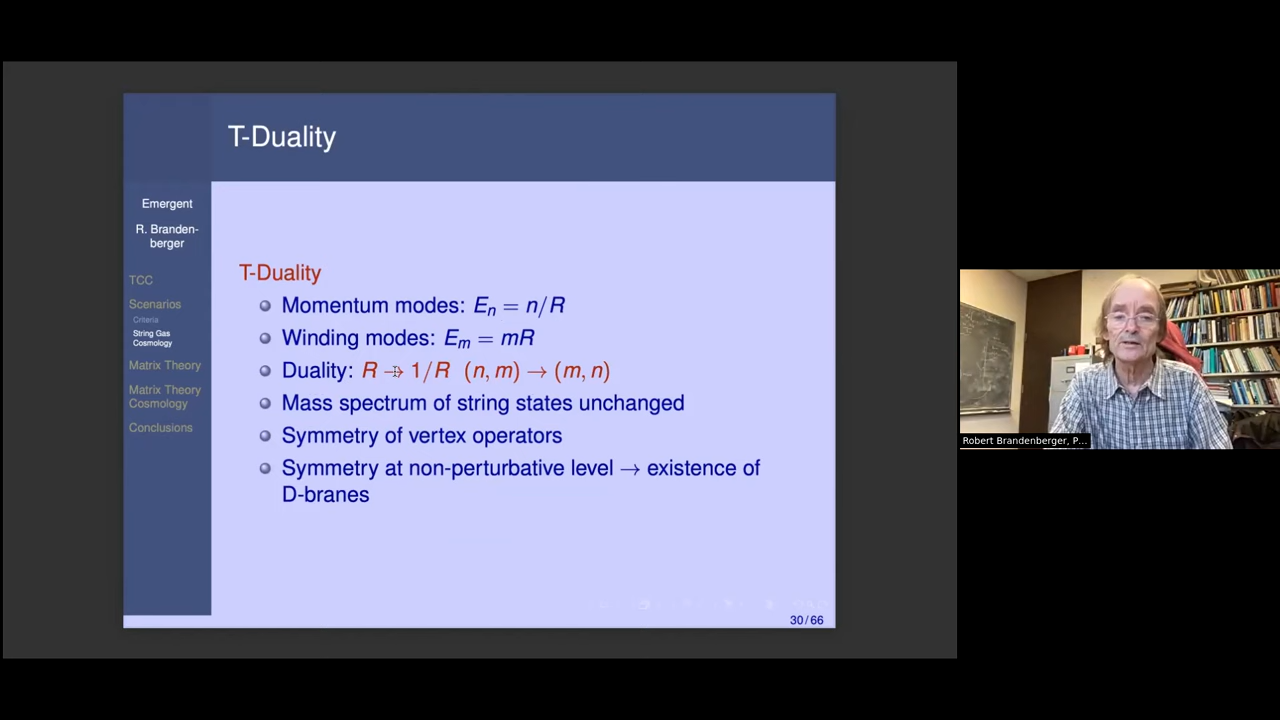 T-Duality
Emergent
R. Branden-
berger
TCC
Scenarios
Criteria
String Gas
Cosmology
Matrix Theory
Matrix Theory
Cosmology
Conclusions
T-Duality
Momentum modes: Eₙ = n/R
Winding modes: Eₘ = mR
Duality: R → 1/R (n, m) → (m, n)
Mass spectrum of string states unchanged
Symmetry of vertex operators
Symmetry at non-perturbative level → existence of
D-branes
30/66
Robert Brandenberger, P...